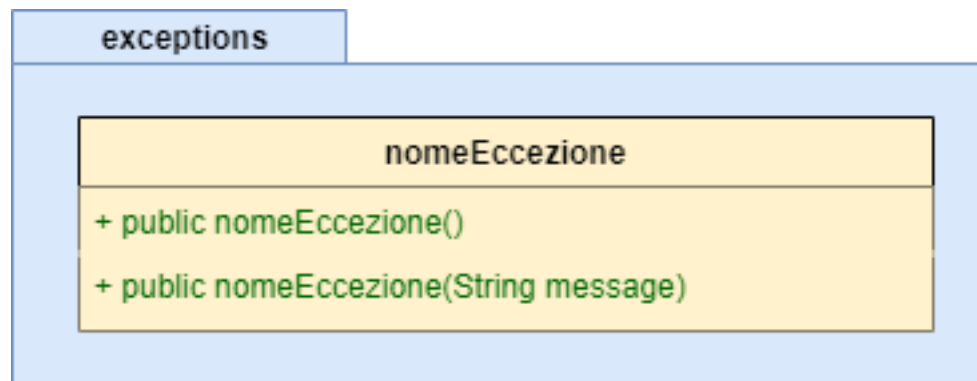 exceptions
nomeEccezione
+ public nomeEccezione()
+ public nomeEccezione(String message)